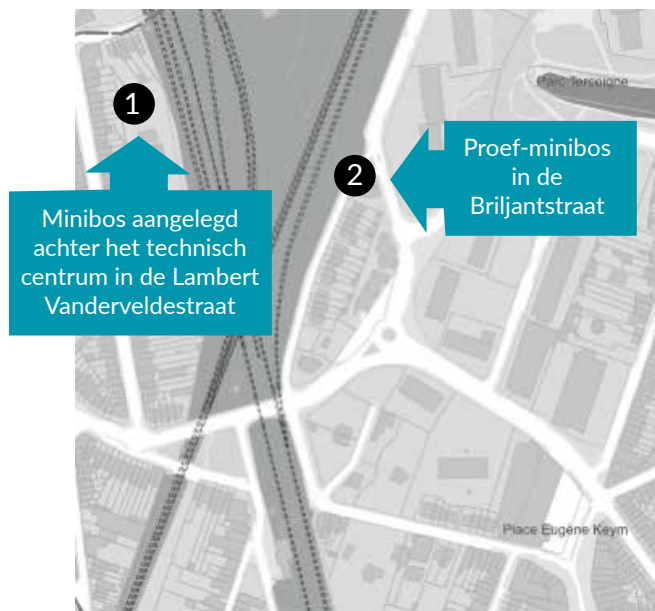 Parc Tercoigne
1
Proef-minibos
in de
Briljantstraat
2
Minibos aangelegd
achter het technisch
centrum in de Lambert
Vanderveldestraat
Place Eugène Keym